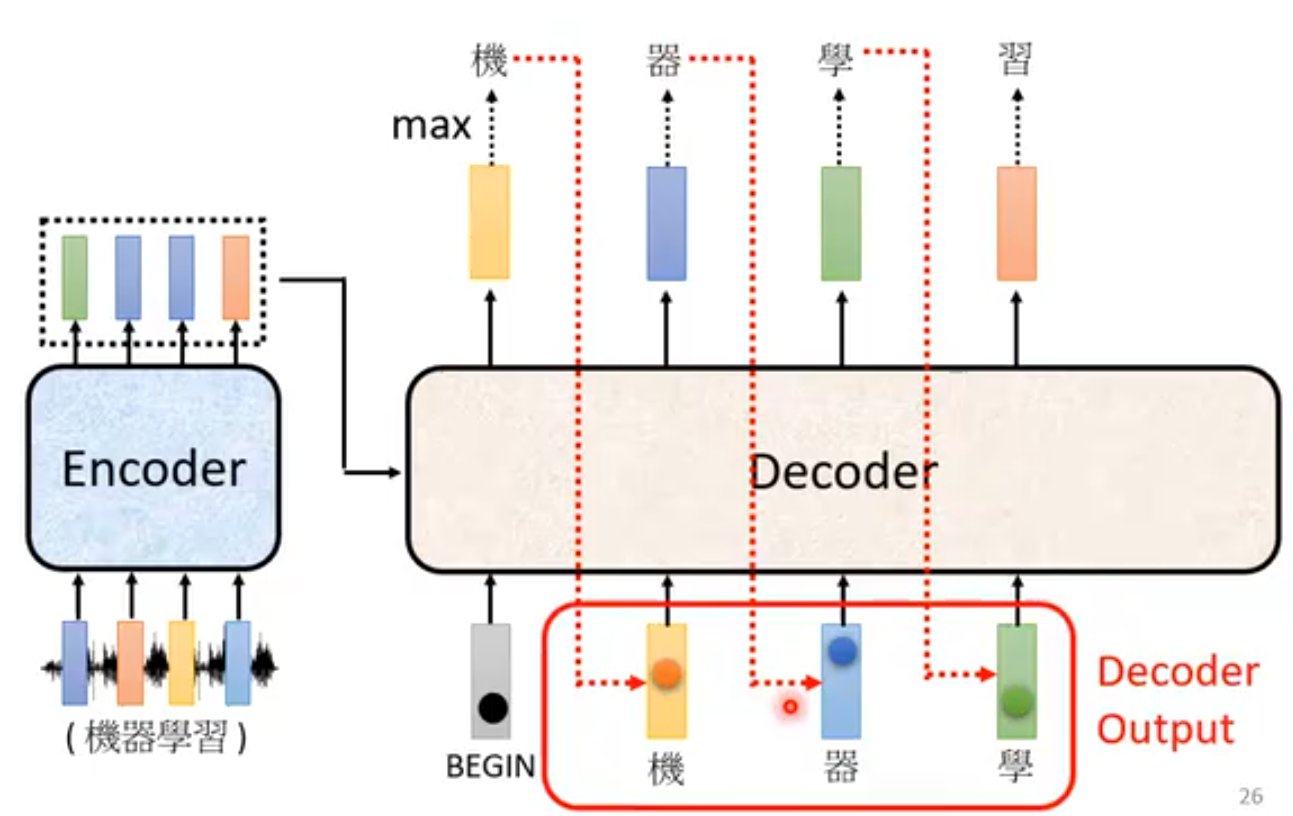 機 器 學 習
max
Encoder
Decoder
(機器學習)
BEGIN 機 器 學
Decoder
Output
26